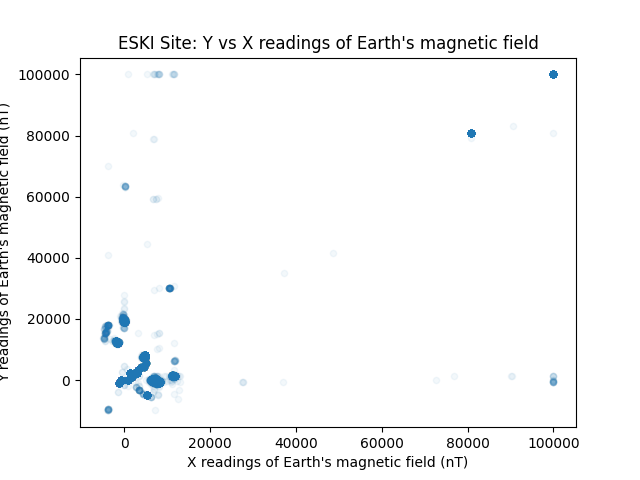 ESKI Site: Y vs X readings of Earth's magnetic field
Y readings of Earth's magnetic field (nT)
100000
80000
60000
40000
20000
0
0 20000 40000 60000 80000 100000
X readings of Earth's magnetic field (nT)